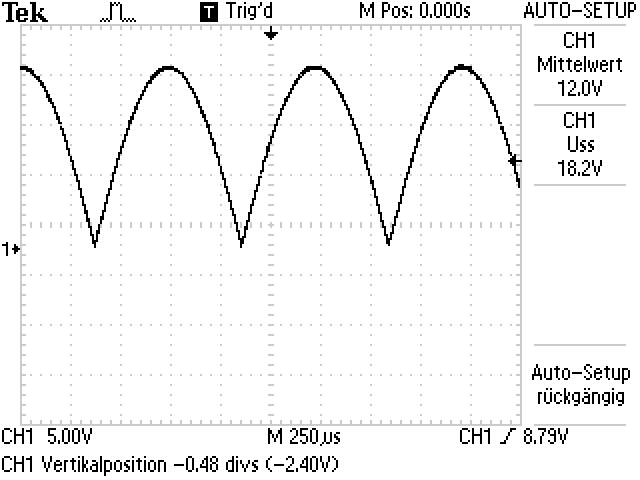 Tek T Trig'd M Pos: 0.000s AUTO-SETUP
CH1
Mittelwert
12.0V
CH1
Uss
18.2V
1
Auto-Setup
rückgängig
CH1 5.00V M 250µs CH1 8.79V
CH1 Vertikalposition -0.48 divs (-2.40V)